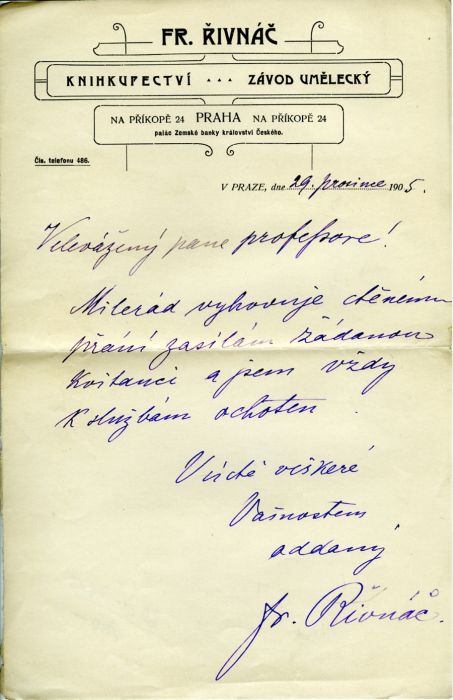 FR. ŘIVNÁČ
KNIHKUPECTVÍ ... ZÁVOD UMĚLECKÝ
NA PŘÍKOPĚ 24 PRAHA NA PŘÍKOPĚ 24
palác Zemské banky království Českého.
Čís. telefonu 486.
V PRAZE, dne 29. prosince 1905.
Velevážený pane professore!
Milerád vyhovuje ctěnému
přání zasílám žádanou
kvitanci a jsem vždy
k službám ochoten
V úctě veškeré
Vašnostem
oddaný
Fr. Řivnáč.